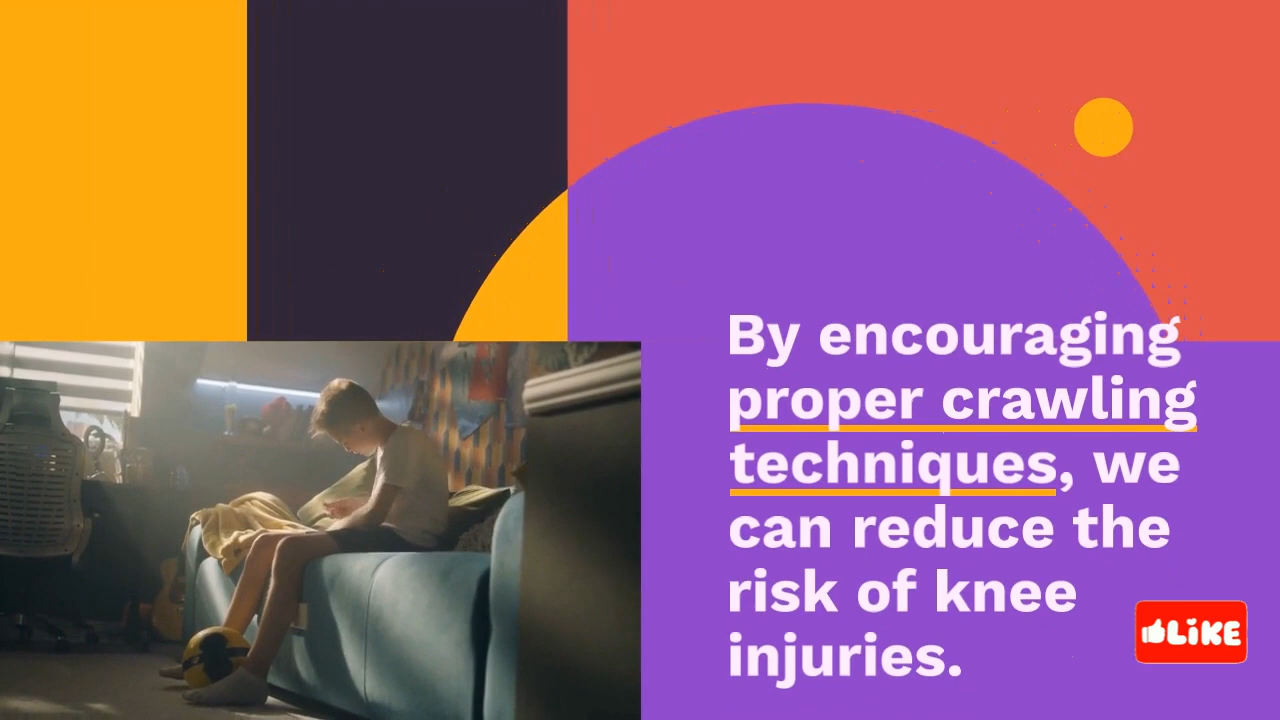 By encouraging
proper crawling
techniques, we
can reduce the
risk of knee
injuries.
LiKE